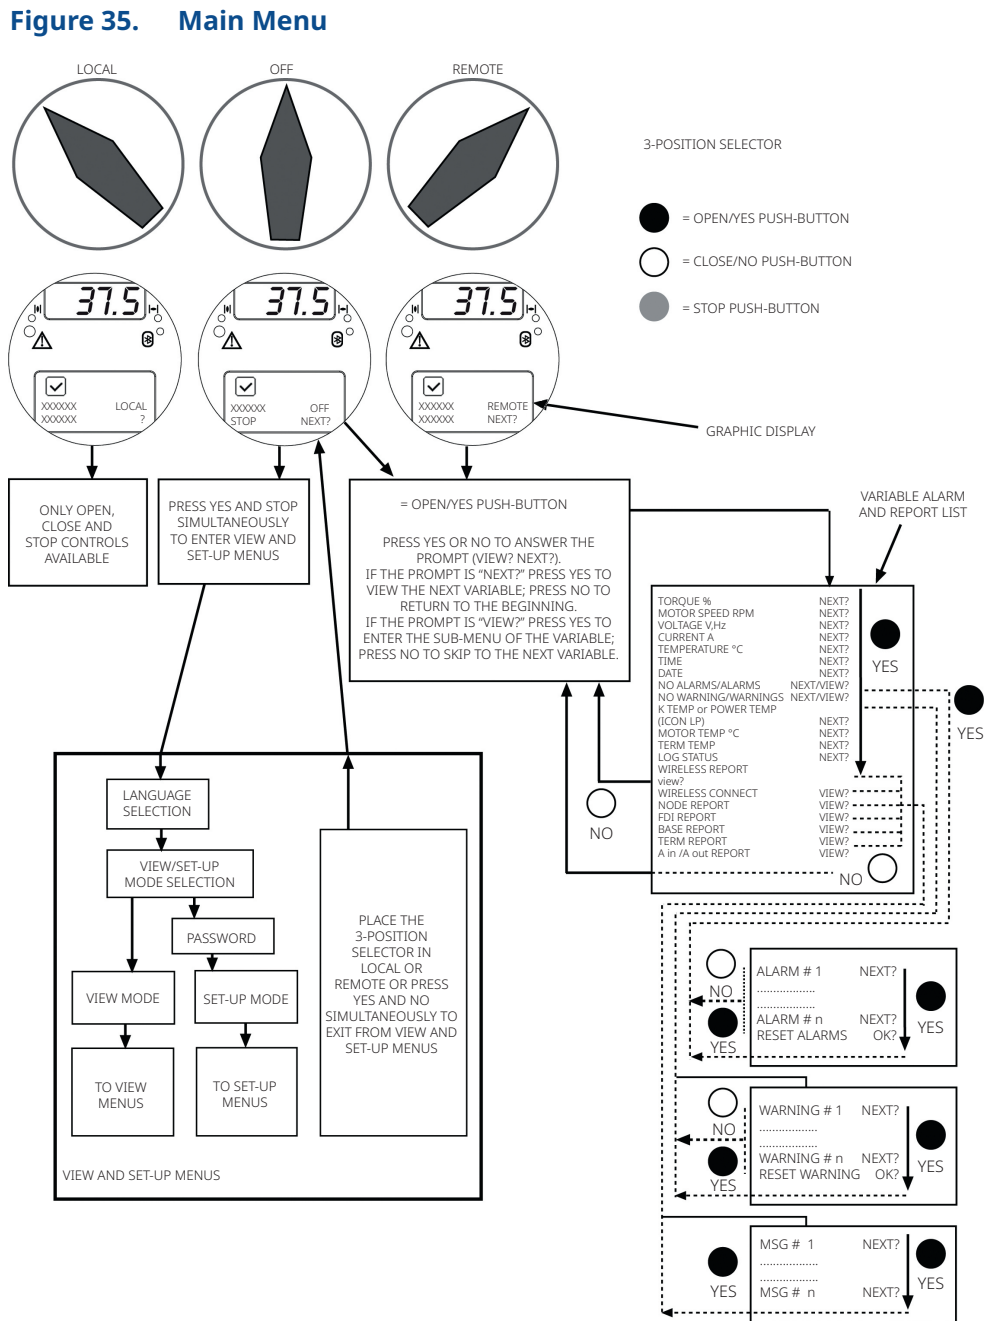 Figure 35. Main Menu
LOCAL
OFF
REMOTE
3-POSITION SELECTOR
= OPEN/YES PUSH-BUTTON
= CLOSE/NO PUSH-BUTTON
= STOP PUSH-BUTTON
37.5
XXXXXX LOCAL
XXXXXX ?
37.5
XXXXXX OFF
STOP NEXT?
37.5
XXXXXX REMOTE
XXXXXX NEXT?
GRAPHIC DISPLAY
ONLY OPEN,
CLOSE AND
STOP CONTROLS
AVAILABLE
PRESS YES AND STOP
SIMULTANEOUSLY
TO ENTER VIEW AND
SET-UP MENUS
= OPEN/YES PUSH-BUTTON
PRESS YES OR NO TO ANSWER THE
PROMPT (VIEW? NEXT?).
IF THE PROMPT IS “NEXT?” PRESS YES TO
VIEW THE NEXT VARIABLE; PRESS NO TO
RETURN TO THE BEGINNING.
IF THE PROMPT IS “VIEW?” PRESS YES TO
ENTER THE SUB-MENU OF THE VARIABLE;
PRESS NO TO SKIP TO THE NEXT VARIABLE.
VARIABLE ALARM
AND REPORT LIST
TORQUE % NEXT?
MOTOR SPEED RPM NEXT?
VOLTAGE V,Hz NEXT?
CURRENT A NEXT?
TEMPERATURE °C NEXT?
TIME NEXT?
DATE NEXT?
NO ALARMS/ALARMS NEXT/VIEW?
NO WARNING/WARNINGS NEXT/VIEW?
K TEMP or POWER TEMP
(ICON LP) NEXT?
MOTOR TEMP °C NEXT?
TERM TEMP NEXT?
LOG STATUS NEXT?
WIRELESS REPORT
view?
WIRELESS CONNECT VIEW?
NODE REPORT VIEW?
FDI REPORT VIEW?
BASE REPORT VIEW?
TERM REPORT VIEW?
A in /A out REPORT VIEW?
YES
YES
NO
NO
LANGUAGE
SELECTION
VIEW/SET-UP
MODE SELECTION
PASSWORD
VIEW MODE
SET-UP MODE
TO VIEW
MENUS
TO SET-UP
MENUS
PLACE THE
3-POSITION
SELECTOR IN
LOCAL OR
REMOTE OR PRESS
YES AND NO
SIMULTANEOUSLY TO
EXIT FROM VIEW AND
SET-UP MENUS
VIEW AND SET-UP MENUS
NO
YES
ALARM # 1 NEXT?
..................
..................
ALARM # n NEXT?
RESET ALARMS OK?
YES
NO
YES
WARNING # 1 NEXT?
..................
..................
WARNING # n NEXT?
RESET WARNING OK?
YES
YES
MSG # 1 NEXT?
..................
..................
MSG # n NEXT?
YES